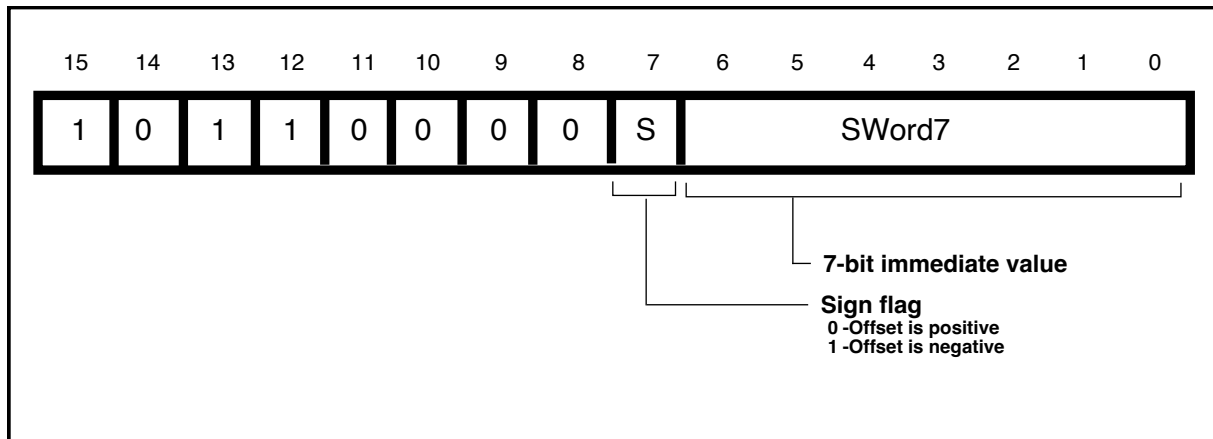 15 14 13 12 11 10 9 8 7 6 5 4 3 2 1 0
1 0 1 1 0 0 0 0 S SWord7
7-bit immediate value
Sign flag
0 -Offset is positive
1 -Offset is negative